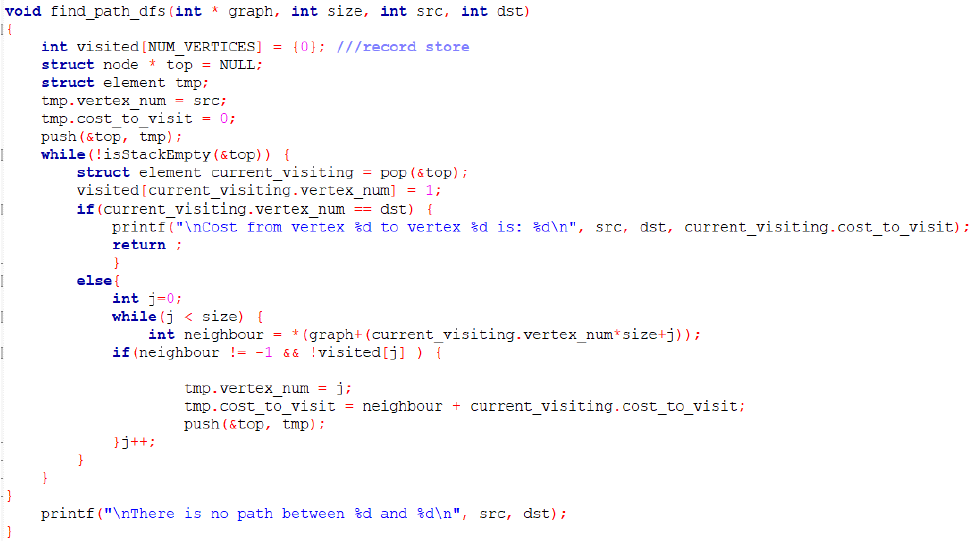 void find_path_dfs(int * graph, int size, int src, int dst)
{
    int visited[NUM_VERTICES] = {0}; ///record store
    struct node * top = NULL;
    struct element tmp;
    tmp.vertex_num = src;
    tmp.cost_to_visit = 0;
    push(&top, tmp);
    while(!isStackEmpty(&top)) {
        struct element current_visiting = pop(&top);
        visited[current_visiting.vertex_num] = 1;
        if(current_visiting.vertex_num == dst) {
            printf("\nCost from vertex %d to vertex %d is: %d\n", src, dst, current_visiting.cost_to_visit);
            return ;
            }
        else{
            int j=0;
            while(j < size) {
                int neighbour = *(graph+(current_visiting.vertex_num*size+j));
            if(neighbour != -1 && !visited[j] ) {
                    tmp.vertex_num = j;
                    tmp.cost_to_visit = neighbour + current_visiting.cost_to_visit;
                    push(&top, tmp);
            }j++;
        }
    }
}
    printf("\nThere is no path between %d and %d\n", src, dst);
}